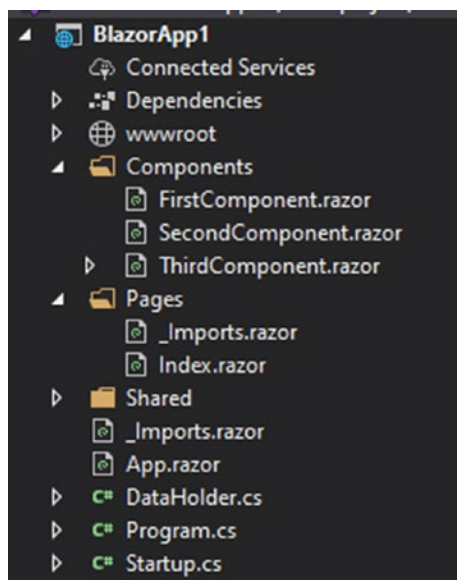 BlazorApp1
Connected Services
Dependencies
wwwroot
Components
FirstComponent.razor
SecondComponent.razor
ThirdComponent.razor
Pages
_Imports.razor
Index.razor
Shared
_Imports.razor
App.razor
C# DataHolder.cs
C# Program.cs
C# Startup.cs